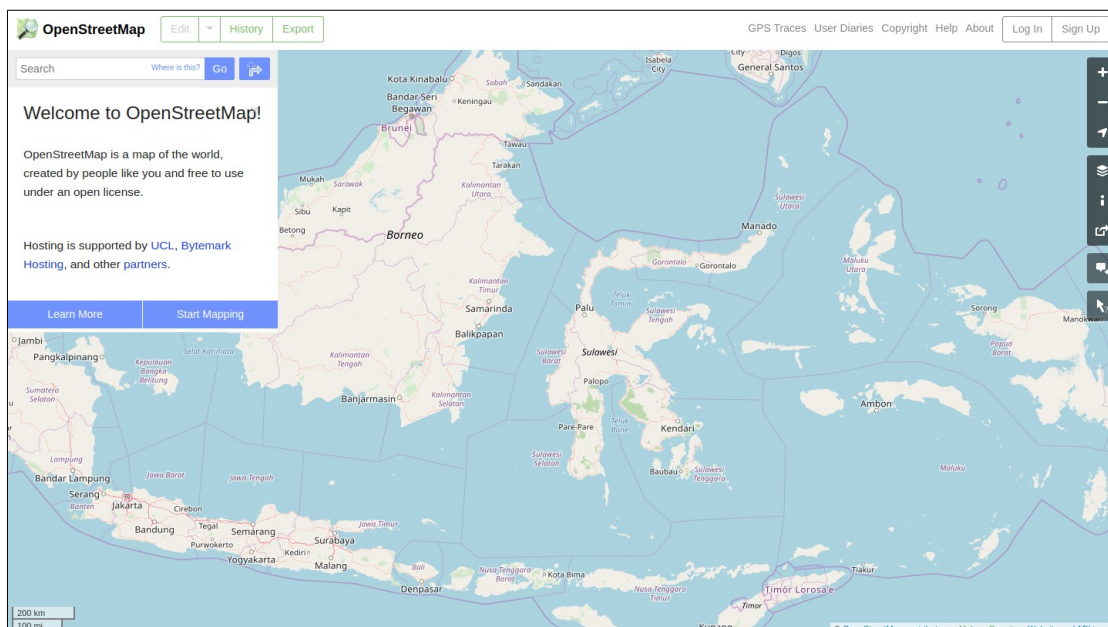 OpenStreetMap
Edit
History
Export
GPS Traces
User Diaries
Copyright
Help
About
Log In
Sign Up
Search
Where is this?
Go
Welcome to OpenStreetMap!
OpenStreetMap is a map of the world,
created by people like you and free to use
under an open license.
Hosting is supported by UCL, Bytemark
Hosting, and other partners.
Learn More
Start Mapping
Isabela
City
City
Digos
General Santos
Kota Kinabalu
Sabah
Sandakan
Bandar Seri
Begawan
Keningau
Brunei
Tawau
Tarakan
Mukah
Sarawak
Kalimantan
Utara
Sulawesi
Utara
Sibu
Kapit
Betong
Borneo
Manado
Gorontalo
Gorontalo
Maluku
Utara
Kalimantan
Timur
Teluk
Tomini
Samarinda
Palu
Sulawesi
Tengah
Sorong
Manokwari
Balikpapan
Jambi
Selat Karimata
Pangkalpinang
Kepulauan
Bangka
Belitung
Kalimantan
Tengah
Sulawesi
Barat
Sulawesi
Papua
Barat
Sumatera
Selatan
Banjarmasin
Kalimantan
Selatan
Palopo
Ambon
Pare-Pare
Teluk
Bone
Kendari
Lampung
Sulawesi
Selatan
Maluku
Bandar Lampung
Jawa Barat
Jawa Tengah
Baubau
Sulawesi
Tenggara
Serang
Banten
Jakarta
Cirebon
Bandung
Tegal
Semarang
Jawa Timur
Purwokerto
Surabaya
Yogyakarta
Kediri
Malang
Bali
Nusa Tenggara
Barat
Kota Bima
Tiakur
Denpasar
Nusa Tenggara
Timur
Timór Lorosa'e
Timor
Kupang
200 km
100 mi